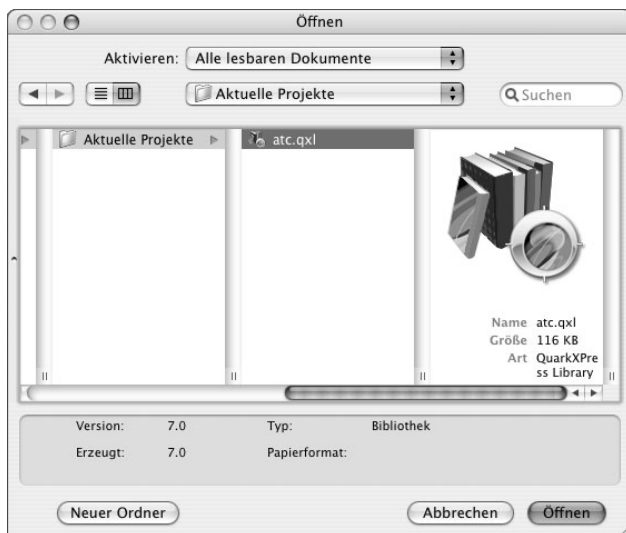 Öffnen
Aktivieren: Alle lesbaren Dokumente
Aktuelle Projekte
Suchen
Aktuelle Projekte
atc.qxl
Name atc.qxl
Größe 116 KB
Art QuarkXPre
ss Library
Version: 7.0 Typ: Bibliothek
Erzeugt: 7.0 Papierformat:
Neuer Ordner Abbrechen Öffnen